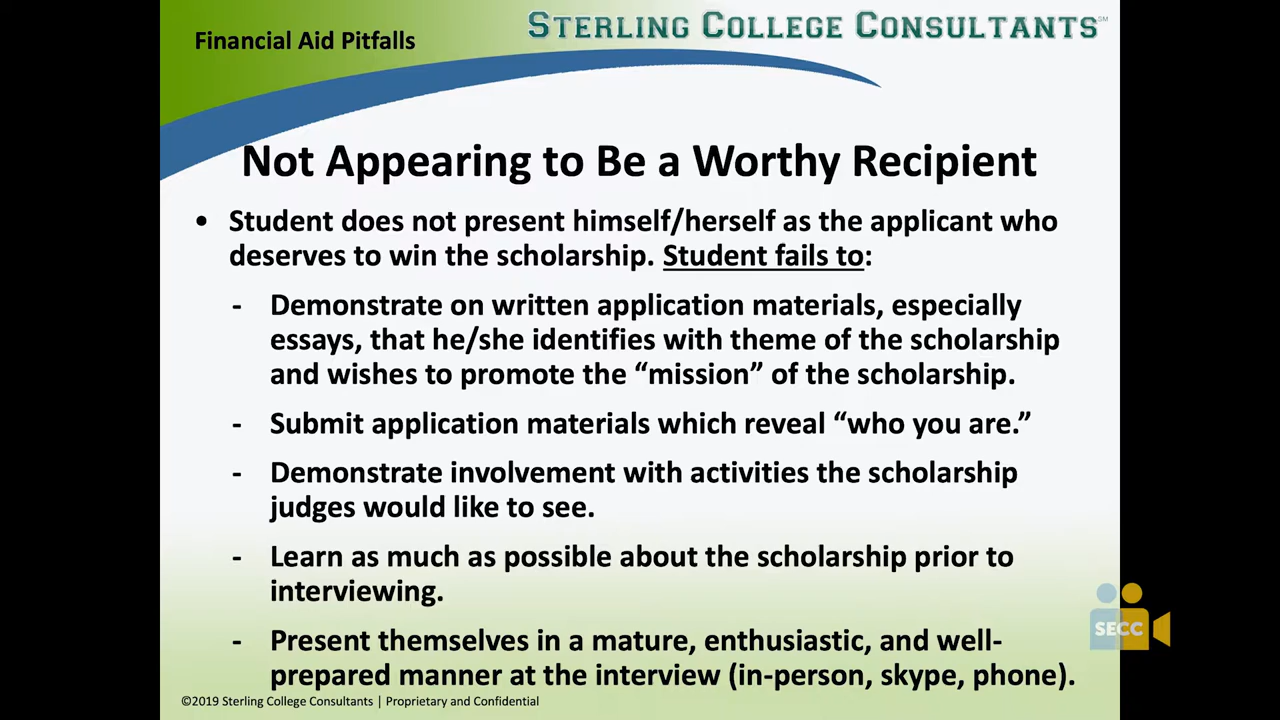 Financial Aid Pitfalls
STERLING COLLEGE CONSULTANTS℠
Not Appearing to Be a Worthy Recipient
• Student does not present himself/herself as the applicant who
deserves to win the scholarship. Student fails to:
- Demonstrate on written application materials, especially
essays, that he/she identifies with theme of the scholarship
and wishes to promote the “mission” of the scholarship.
- Submit application materials which reveal “who you are.”
- Demonstrate involvement with activities the scholarship
judges would like to see.
- Learn as much as possible about the scholarship prior to
interviewing.
- Present themselves in a mature, enthusiastic, and well-
prepared manner at the interview (in-person, skype, phone).
SECC
©2019 Sterling College Consultants | Proprietary and Confidential